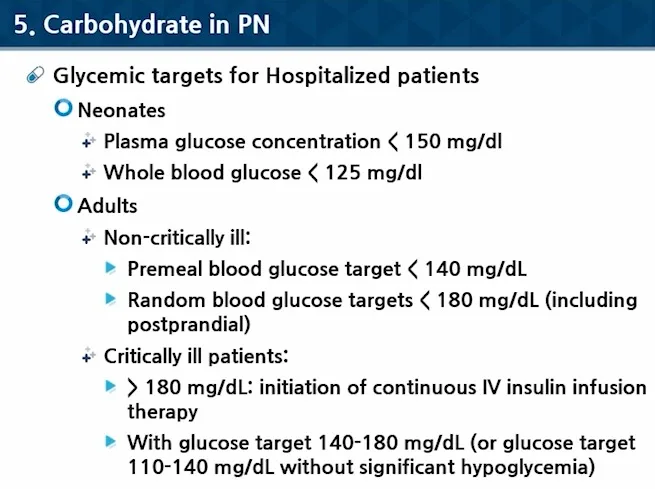 5. Carbohydrate in PN
Glycemic targets for Hospitalized patients
Neonates
Plasma glucose concentration < 150 mg/dl
Whole blood glucose < 125 mg/dl
Adults
Non-critically ill:
Premeal blood glucose target < 140 mg/dL
Random blood glucose targets < 180 mg/dL (including
postprandial)
Critically ill patients:
> 180 mg/dL: initiation of continuous IV insulin infusion
therapy
With glucose target 140-180 mg/dL (or glucose target
110-140 mg/dL without significant hypoglycemia)